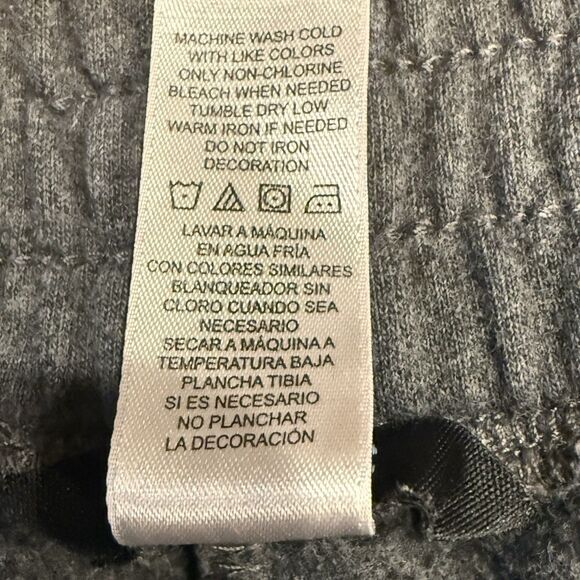 MACHINE WASH COLD
WITH LIKE COLORS
ONLY NON-CHLORINE
BLEACH WHEN NEEDED
TUMBLE DRY LOW
WARM IRON IF NEEDED
DO NOT IRON
DECORATION
LAVAR A MÁQUINA
EN AGUA FRÍA
CON COLORES SIMILARES
BLANQUEADOR SIN
CLORO CUANDO SEA
NECESARIO
SECAR A MÁQUINA A
TEMPERATURA BAJA
PLANCHA TIBIA
SI ES NECESARIO
NO PLANCHAR
LA DECORACIÓN